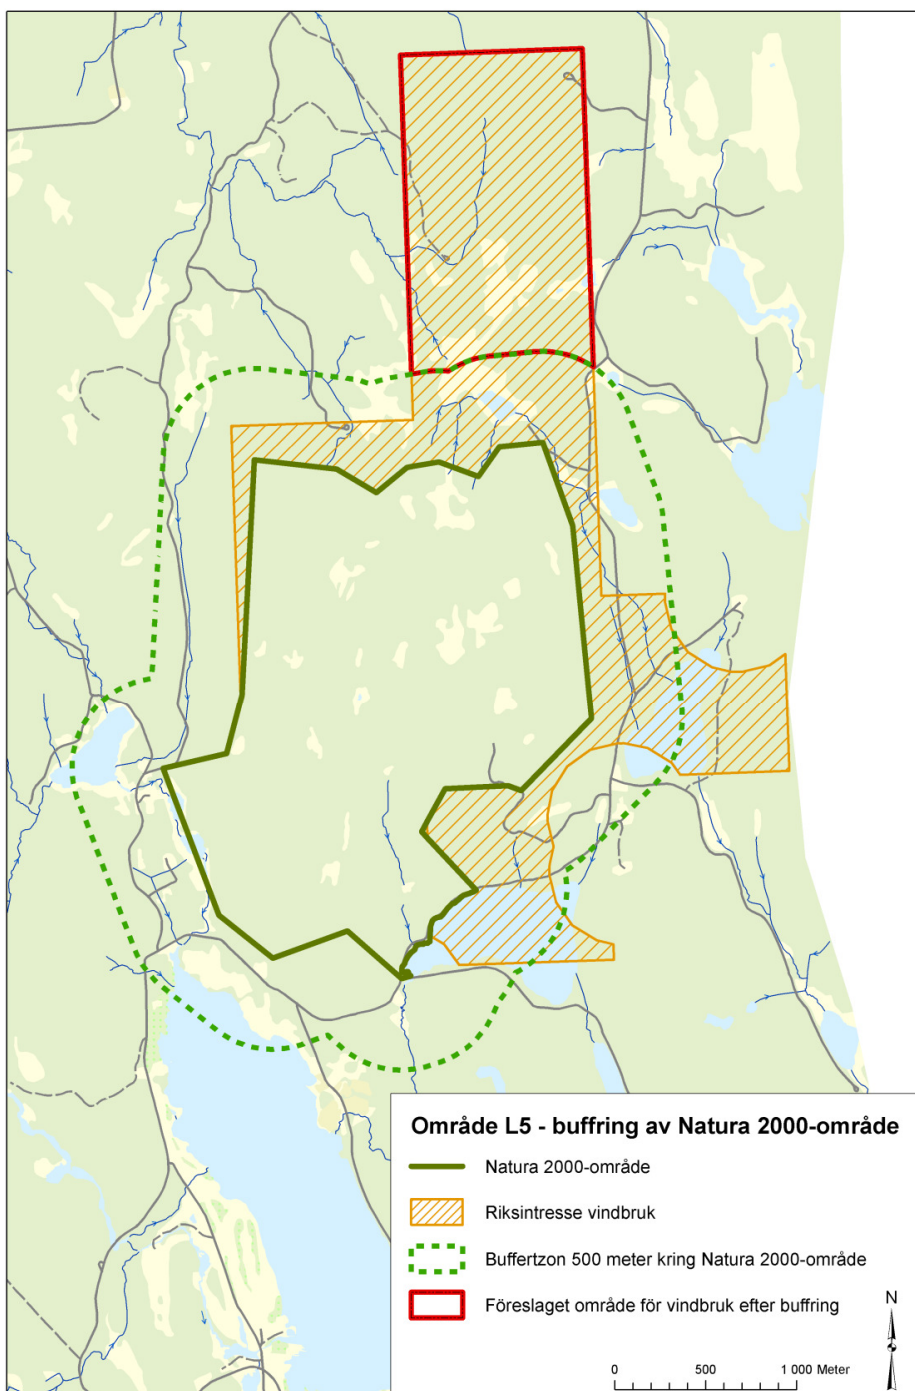 Område L5 - buffring av Natura 2000-område
Natura 2000-område
Riksintresse vindbruk
Buffertzon 500 meter kring Natura 2000-område
Föreslaget område för vindbruk efter buffring
N
0 500 1 000 Meter